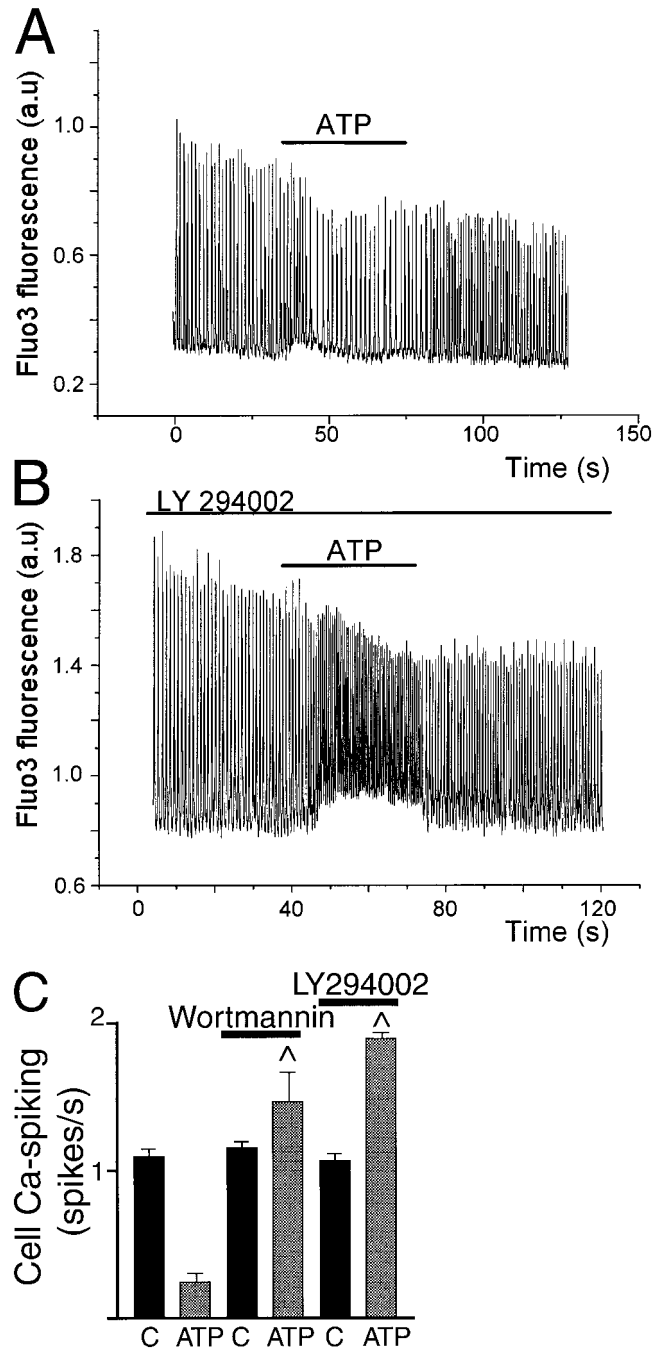 A
Fluo3 fluorescence (a.u)
1.0
0.6
0.2
ATP
0 50 100 150
Time (s)
B
Fluo3 fluorescence (a.u)
1.8
1.4
1.0
0.6
LY 294002
ATP
0 40 80 120
Time (s)
C
Cell Ca-spiking
(spikes/s)
2
1
LY294002
Wortmannin
^ ^
C ATP C ATP C ATP